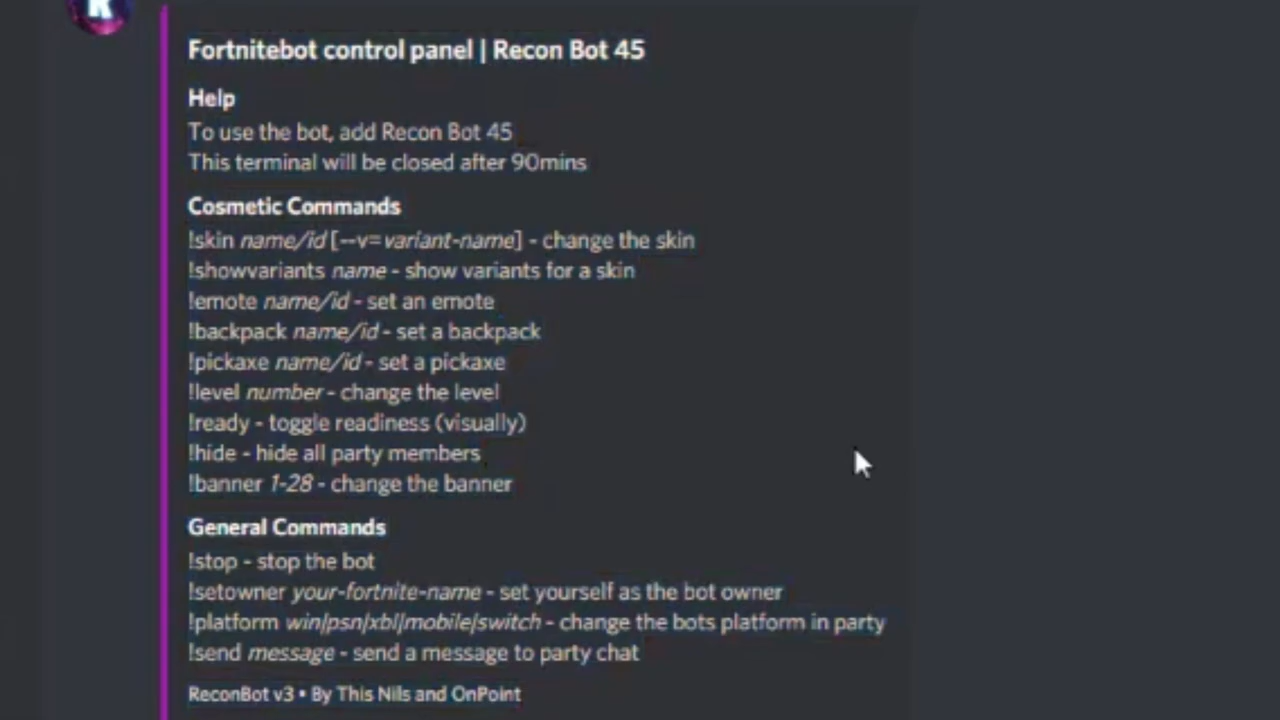 R
Fortnitebot control panel | Recon Bot 45
Help
To use the bot, add Recon Bot 45
This terminal will be closed after 90mins
Cosmetic Commands
!skin name/id [--v=variant-name] - change the skin
!showvariants name - show variants for a skin
!emote name/id - set an emote
!backpack name/id - set a backpack
!pickaxe name/id - set a pickaxe
!level number - change the level
!ready - toggle readiness (visually)
!hide - hide all party members
!banner 1-28 - change the banner
General Commands
!stop - stop the bot
!setowner your-fortnite-name - set yourself as the bot owner
!platform win|psn|xbl|mobile|switch - change the bots platform in party
!send message - send a message to party chat
ReconBot v3 • By This Nils and OnPoint